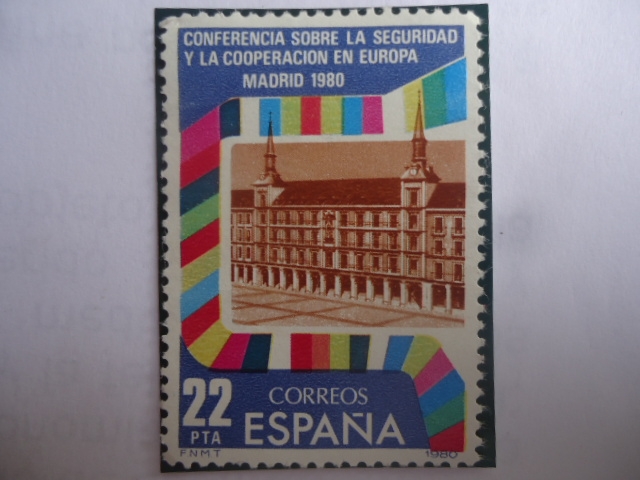 CONFERENCIA SOBRE LA SEGURIDAD
Y LA COOPERACION EN EUROPA
MADRID 1980
22
PTA
CORREOS
ESPAÑA
FNMT
1980